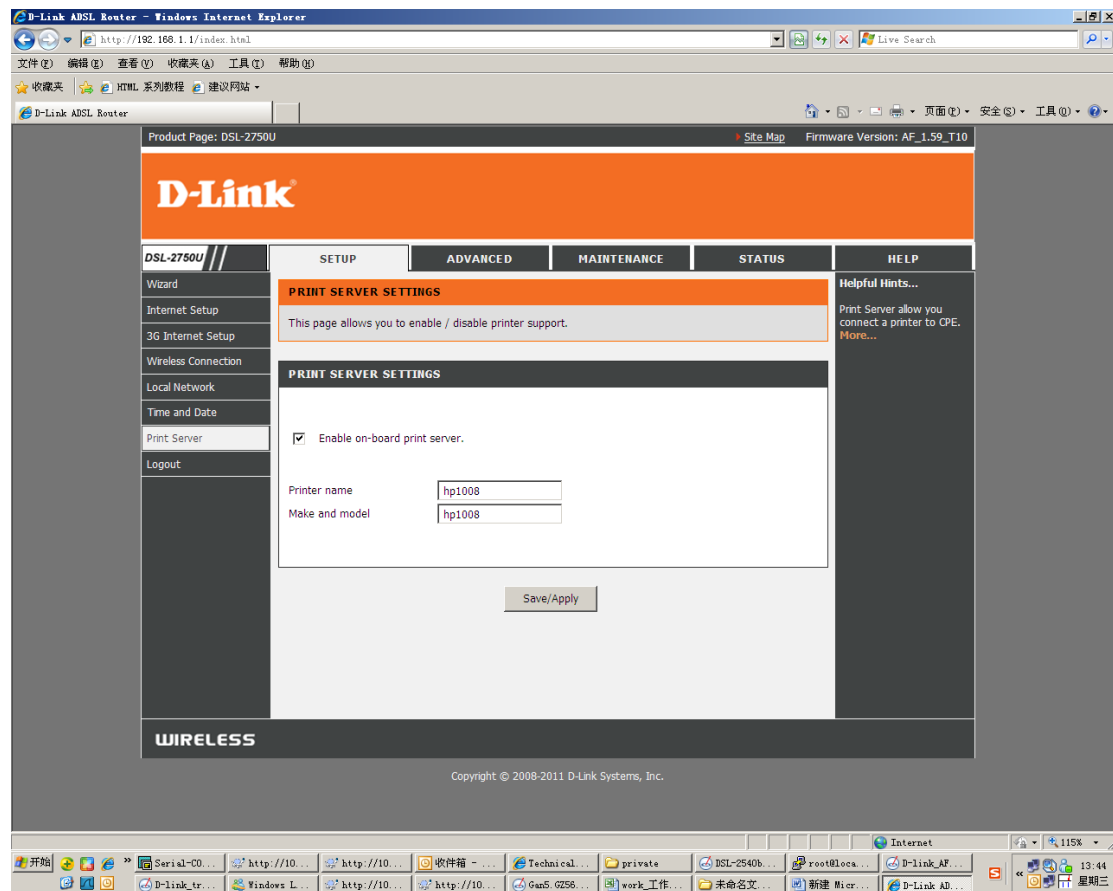 D-Link ADSL Router - Windows Internet Explorer
http://192.168.1.1/index.html
Live Search
文件(F) 编辑(E) 查看(V) 收藏夹(A) 工具(T) 帮助(H)
收藏夹 HTML 系列教程 建议网站
D-Link ADSL Router
页面(P) 安全(S) 工具(O)
Product Page: DSL-2750U
Site Map
Firmware Version: AF_1.59_T10
D-Link
DSL-2750U
SETUP
ADVANCED
MAINTENANCE
STATUS
HELP
Wizard
Internet Setup
3G Internet Setup
Wireless Connection
Local Network
Time and Date
Print Server
Logout
PRINT SERVER SETTINGS
This page allows you to enable / disable printer support.
PRINT SERVER SETTINGS
Enable on-board print server.
Printer name hp1008
Make and model hp1008
Save/Apply
Helpful Hints...
Print Server allow you
connect a printer to CPE.
More...
WIRELESS
Copyright © 2008-2011 D-Link Systems, Inc.
Internet
115%
开始 Serial-CO... http://10... http://10... 收件箱 - ... Technical... private DSL-2540b... root@loca... D-link_AF... 13:44
D-link_tr... Windows L... http://10... http://10... Gan5.GZ56... work_工作... 未命名文... 新建 Micr... D-Link AD... 星期三